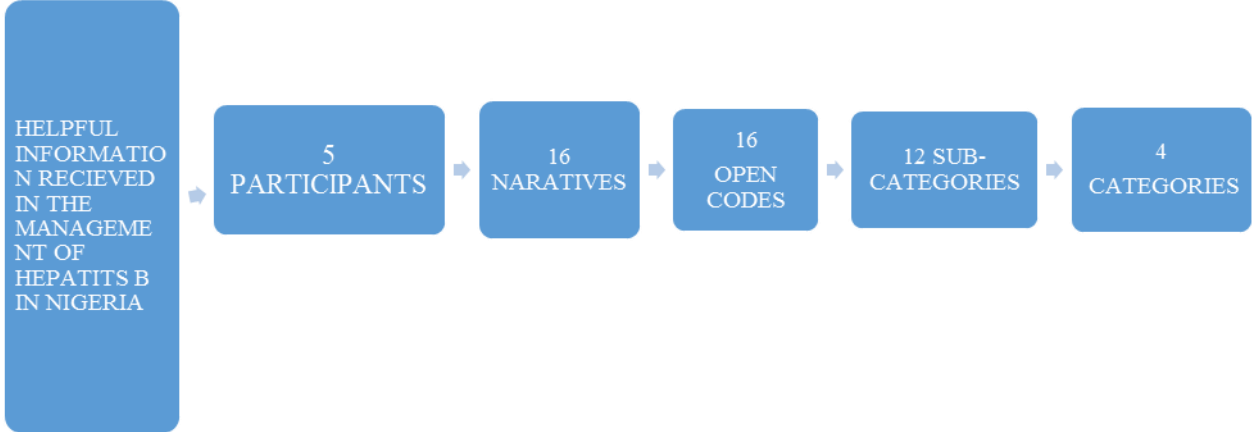 HELPFUL
INFORMATIO
N RECIEVED
IN THE
MANAGEME
NT OF
HEPATITS B
IN NIGERIA
5
PARTICIPANTS
16
NARATIVES
16
OPEN
CODES
12 SUB-
CATEGORIES
4
CATEGORIES